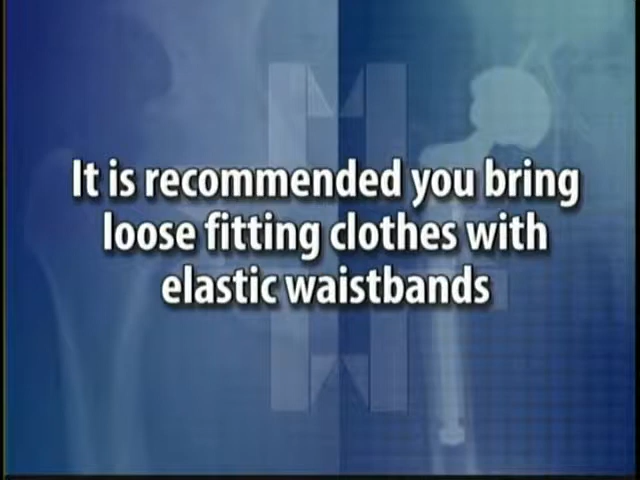 It is recommended you bring
loose fitting clothes with
elastic waistbands